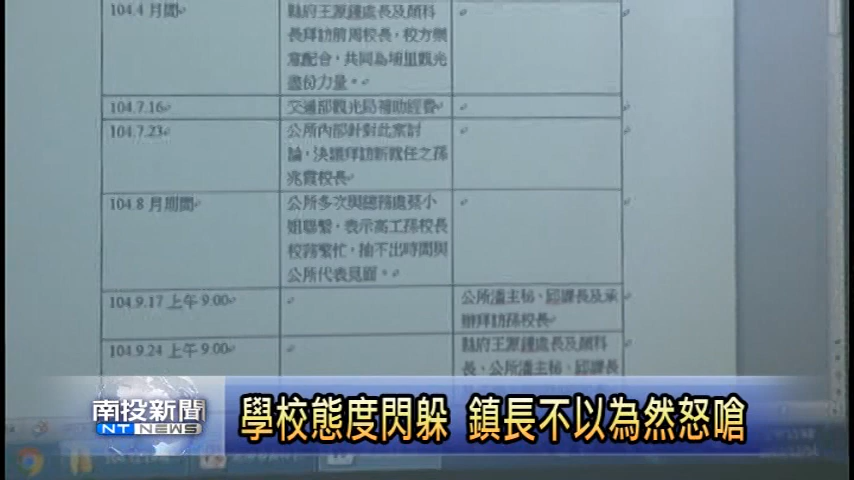 104.4 月間
縣府王源鍾處長及顏科
長拜訪前周校長，校方樂
意配合，共同為埔里觀光
盡份力量。
104.7.16
交通部觀光局補助經費
104.7.23
公所內部針對此案討
論，決議拜訪新就任之孫
兆霞校長
104.8 月期間
公所多次與總務處蔡小
姐聯繫，表示高工孫校長
校務繁忙，抽不出時間與
公所代表見面。
104.9.17 上午 9:00
公所潘主秘、邱課長及承
辦拜訪孫校長
104.9.24 上午 9:00
縣府王源鍾處長及顏科
長、公所潘主秘、邱課長
南投新聞
NT NEWS
學校態度閃躲 鎮長不以為然怒嗆